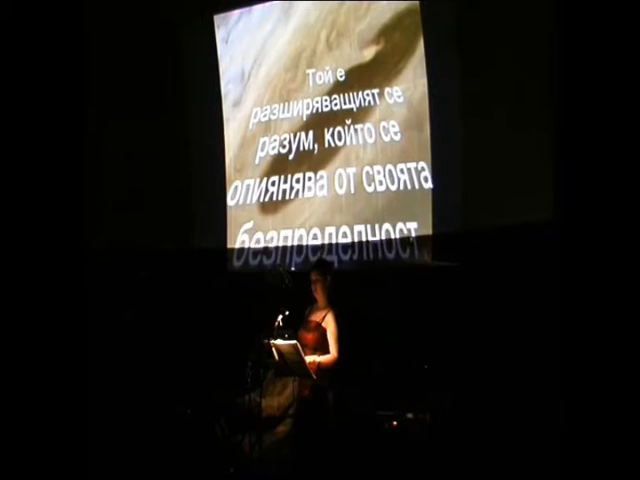 Той е
разширяващият се
разум, който се
опиянява от своята
безпределност.